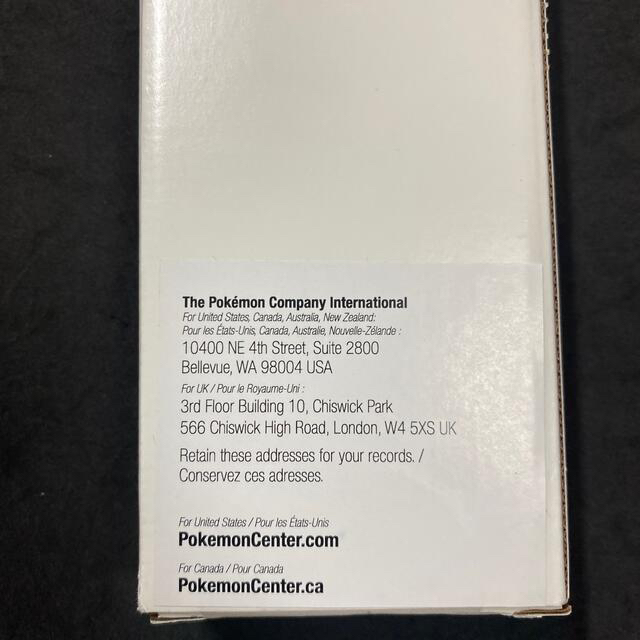 The Pokémon Company International
For United States, Canada, Australia, New Zealand:
Pour les États-Unis, Canada, Australie, Nouvelle-Zélande :
10400 NE 4th Street, Suite 2800
Bellevue, WA 98004 USA
For UK / Pour le Royaume-Uni :
3rd Floor Building 10, Chiswick Park
566 Chiswick High Road, London, W4 5XS UK
Retain these addresses for your records. /
Conservez ces adresses.
For United States / Pour les États-Unis
PokemonCenter.com
For Canada / Pour Canada
PokemonCenter.ca